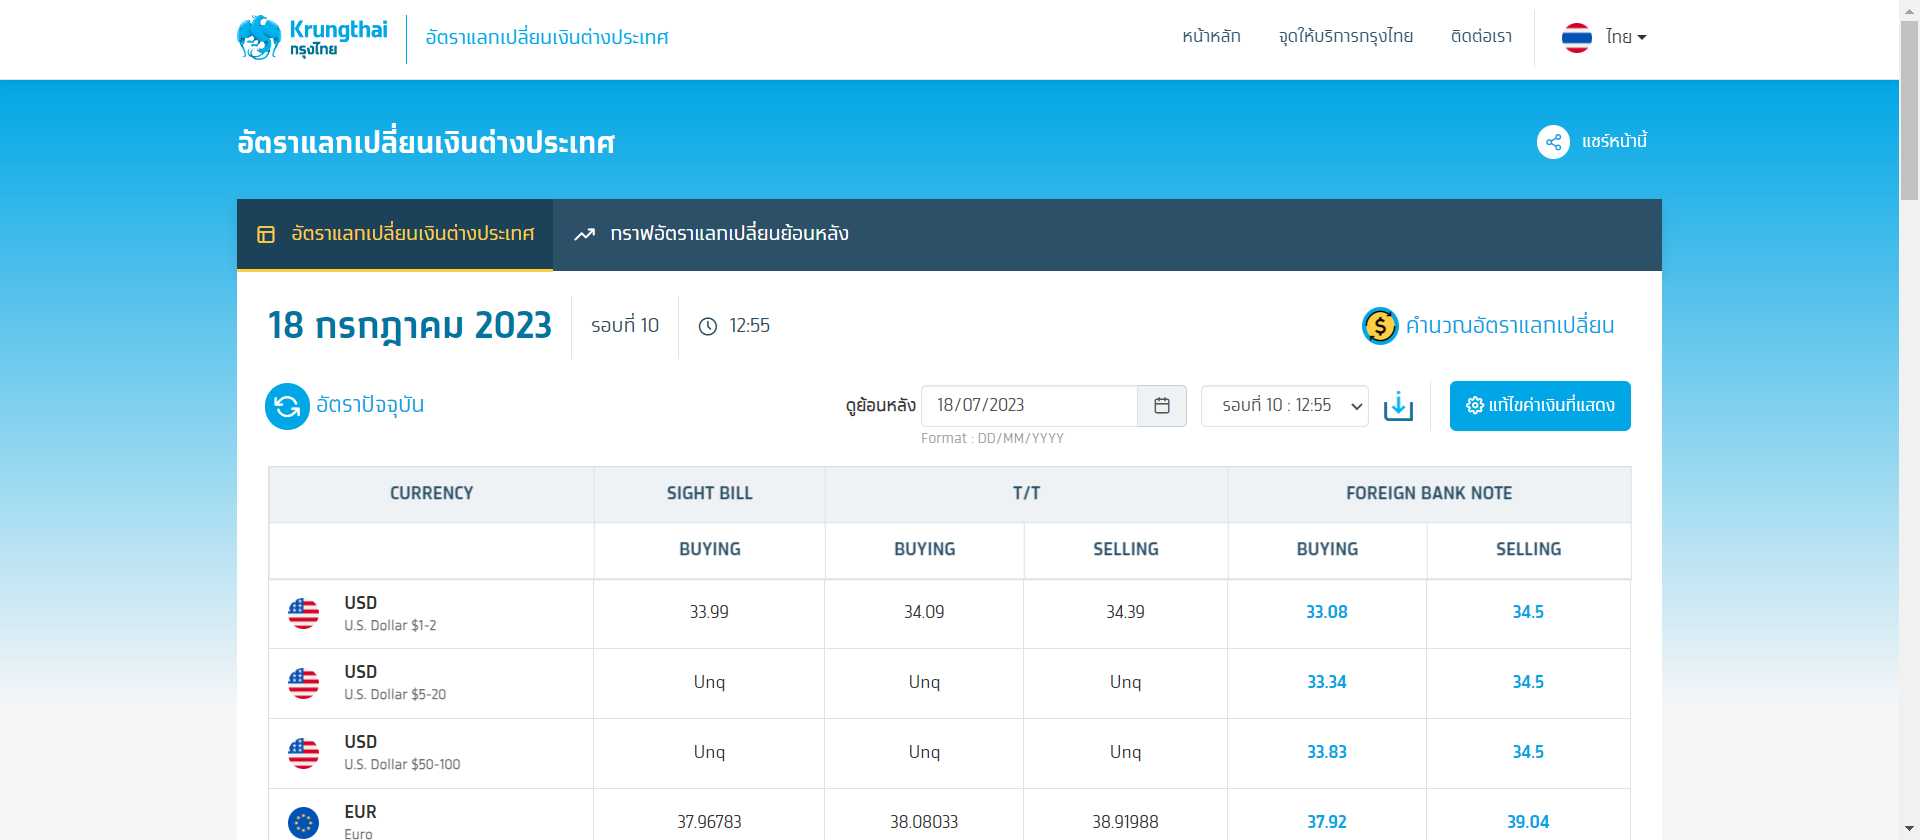 Krungthai
กรุงไทย
อัตราแลกเปลี่ยนเงินต่างประเทศ
หน้าหลัก
จุดให้บริการกรุงไทย
ติดต่อเรา
ไทย
อัตราแลกเปลี่ยนเงินต่างประเทศ
แชร์หน้านี้
อัตราแลกเปลี่ยนเงินต่างประเทศ
กราฟอัตราแลกเปลี่ยนย้อนหลัง
18 กรกฎาคม 2023
รอบที่ 10
12:55
คำนวณอัตราแลกเปลี่ยน
อัตราปัจจุบัน
ดูย้อนหลัง
18/07/2023
Format : DD/MM/YYYY
รอบที่ 10 : 12:55
แก้ไขค่าเงินที่แสดง
CURRENCY SIGHT BILL T/T FOREIGN BANK NOTE
BUYING BUYING SELLING BUYING SELLING
USD
U.S. Dollar $1-2
33.99 34.09 34.39 33.08 34.5
USD
U.S. Dollar $5-20
Unq Unq Unq 33.34 34.5
USD
U.S. Dollar $50-100
Unq Unq Unq 33.83 34.5
EUR
Euro
37.96783 38.08033 38.91988 37.92 39.04